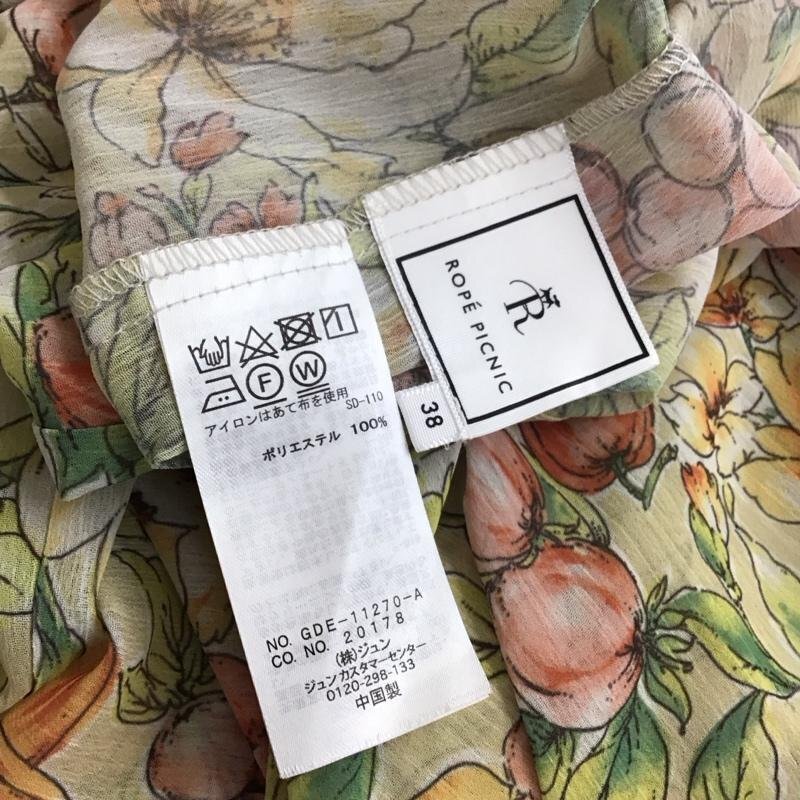 F W
アイロンはあて布を使用
SD-110
ポリエステル 100%
NO. GDE-11270-A
CO. NO. 20178
(株)ジュン
ジュンカスタマーセンター
0120-298-133
中国製
R
ROPÉ PICNIC
38